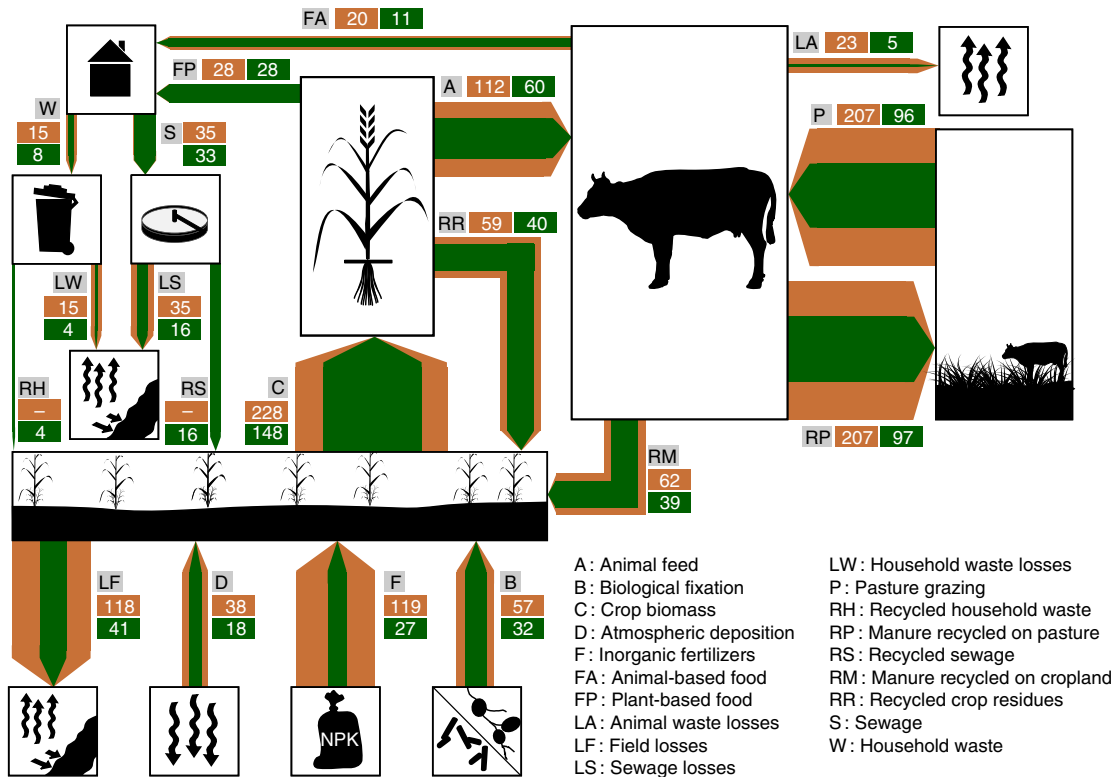 FA 20 11
LA 23 5
FP 28 28
A 112 60
W
15
8
S 35
33
P 207 96
RR 59 40
LW
15
4
LS
35
16
RH
–
4
RS
–
16
C
228
148
RP 207 97
RM
62
39
LF
118
41
D
38
18
F
119
27
B
57
32
NPK
A : Animal feed
B : Biological fixation
C : Crop biomass
D : Atmospheric deposition
F : Inorganic fertilizers
FA : Animal-based food
FP : Plant-based food
LA : Animal waste losses
LF : Field losses
LS : Sewage losses
LW : Household waste losses
P : Pasture grazing
RH : Recycled household waste
RP : Manure recycled on pasture
RS : Recycled sewage
RM : Manure recycled on cropland
RR : Recycled crop residues
S : Sewage
W : Household waste